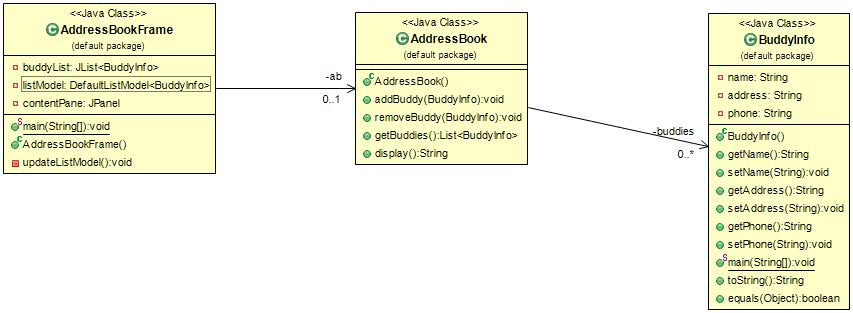 <<Java Class>>
AddressBookFrame
(default package)
buddyList: JList<BuddyInfo>
listModel: DefaultListModel<BuddyInfo>
contentPane: JPanel
main(String[]):void
AddressBookFrame()
updateListModel():void
-ab
0..1
<<Java Class>>
AddressBook
(default package)
AddressBook()
addBuddy(BuddyInfo):void
removeBuddy(BuddyInfo):void
getBuddies():List<BuddyInfo>
display():String
-buddies
0..*
<<Java Class>>
BuddyInfo
(default package)
name: String
address: String
phone: String
BuddyInfo()
getName():String
setName(String):void
getAddress():String
setAddress(String):void
getPhone():String
setPhone(String):void
main(String[]):void
toString():String
equals(Object):boolean